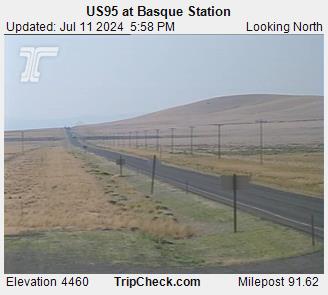 US95 at Basque Station
Updated: Jul 11 2024 5:58 PM Looking North
Elevation 4460 TripCheck.com Milepost 91.62